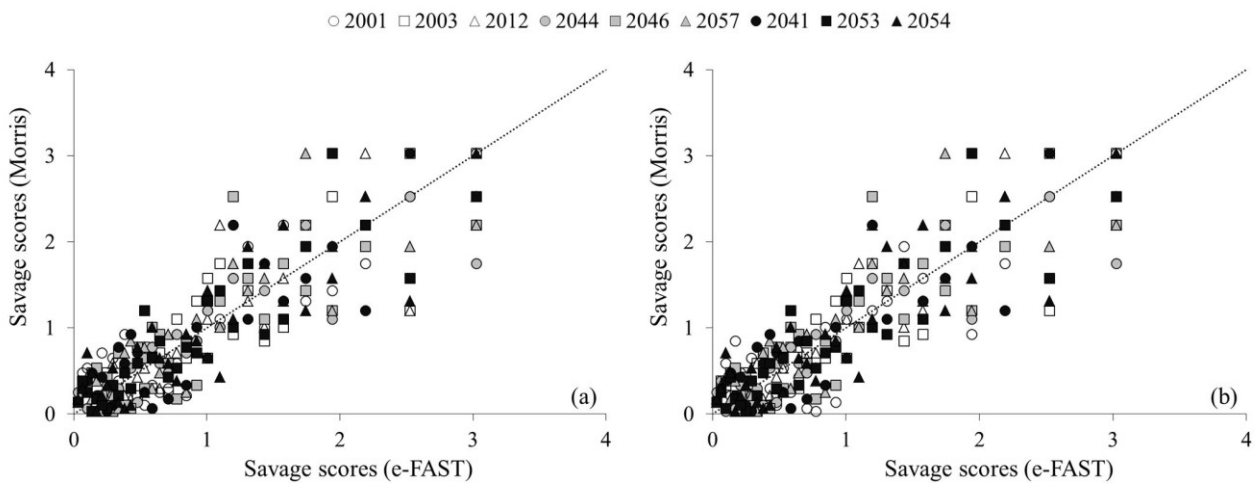 2001 2003 2012 2044 2046 2057 2041 2053 2054
4
3
2
1
0
0 1 2 3 4
Savage scores (Morris)
Savage scores (e-FAST)
(a)
4
3
2
1
0
0 1 2 3 4
Savage scores (Morris)
Savage scores (e-FAST)
(b)